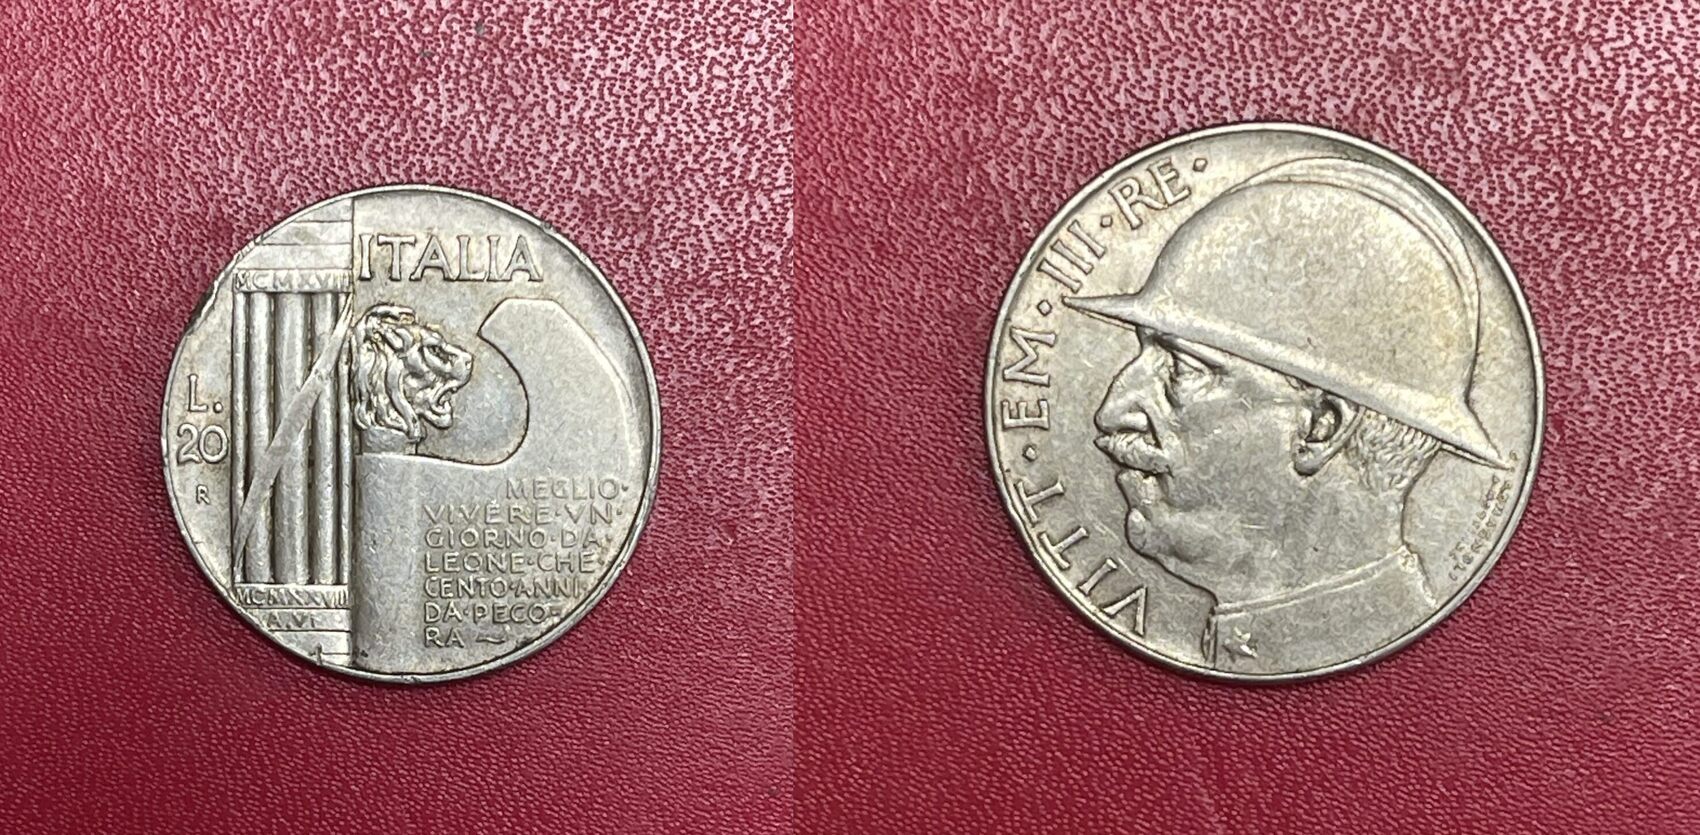 ITALIA
MCMXVIII
L.
20
R
MEGLIO·
VIVERE·VN·
GIORNO·DA·
LEONE·CHE·
CENTO·ANNI·
DA·PECO-
RA
MCMXXVIII
A.VI
VITT·EM·III·RE·